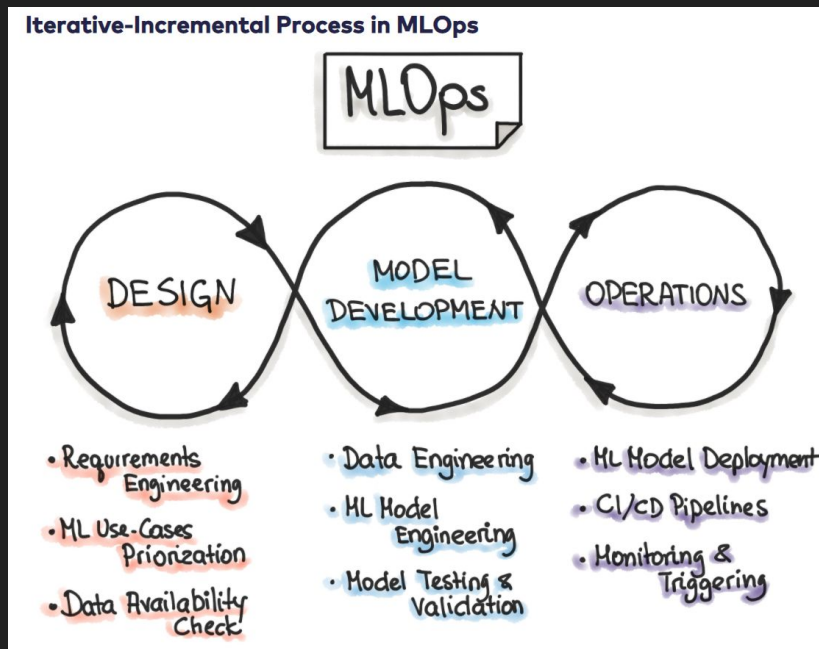 Iterative-Incremental Process in MLOps
MLOps
DESIGN
MODEL
DEVELOPMENT
OPERATIONS
• Requirements
Engineering
• ML Use-Cases
Priorization
• Data Availability
Check
• Data Engineering
• ML Model
Engineering
• Model Testing &
Validation
• ML Model Deployment
• CI/CD Pipelines
• Monitoring &
Triggering